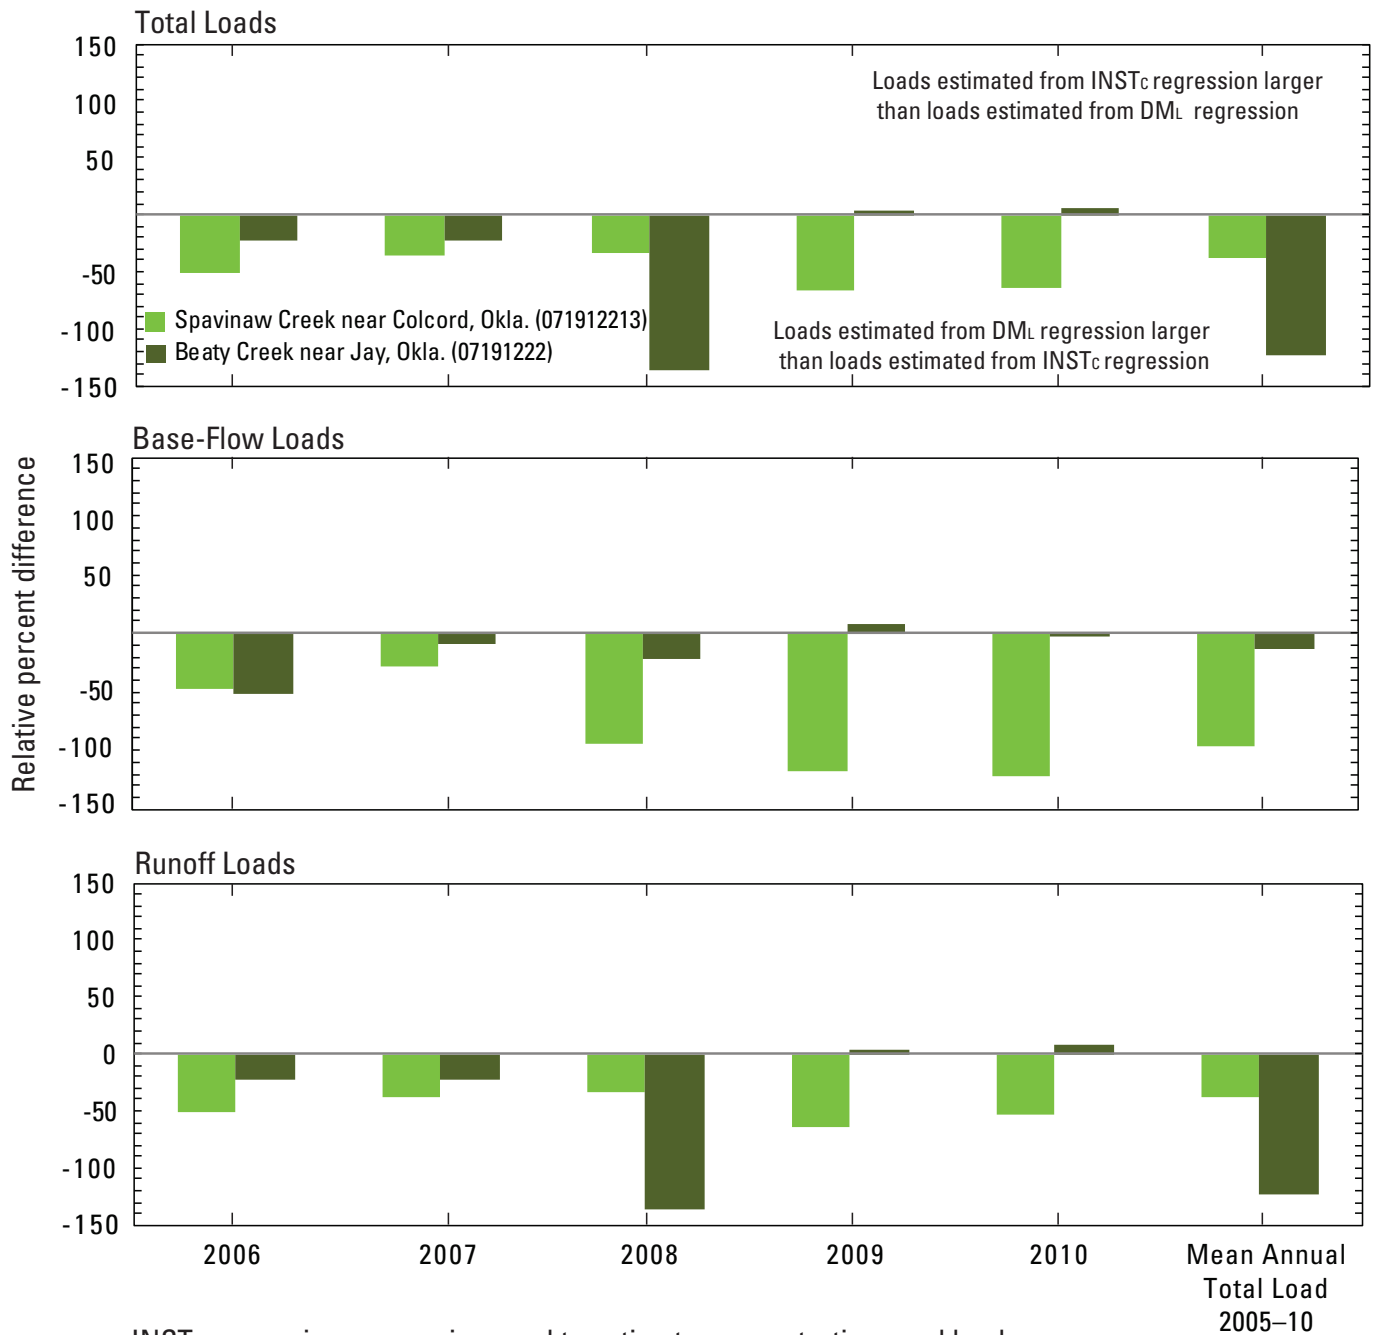 Total Loads
150
100
50
-50
-100
-150
Loads estimated from INSTC regression larger
than loads estimated from DML regression
Spavinaw Creek near Colcord, Okla. (071912213)
Beaty Creek near Jay, Okla. (07191222)
Loads estimated from DML regression larger
than loads estimated from INSTC regression
Relative percent difference
Base-Flow Loads
150
100
50
-50
-100
-150
Runoff Loads
150
100
50
0
-50
-100
-150
2006
2007
2008
2009
2010
Mean Annual
Total Load
2005–10